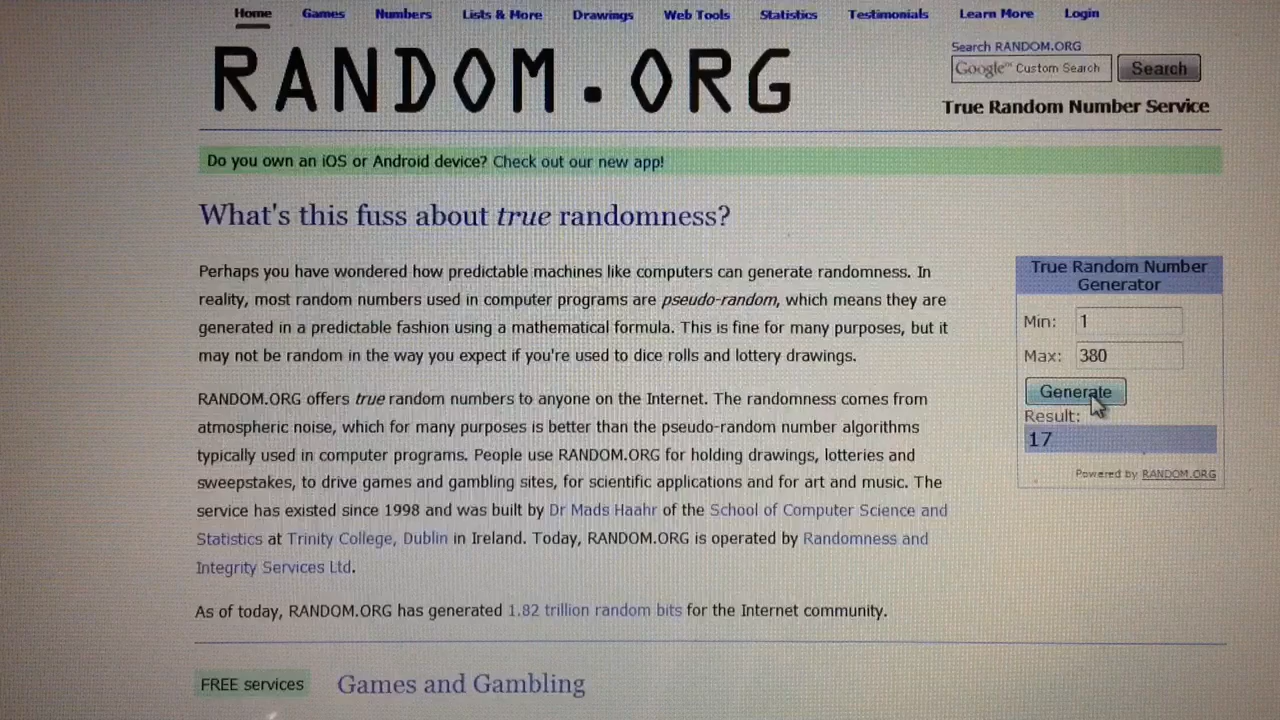 Home Games Numbers Lists & More Drawings Web Tools Statistics Testimonials Learn More Login
RANDOM.ORG
Search RANDOM.ORG
Google™ Custom Search Search
True Random Number Service
Do you own an iOS or Android device? Check out our new app!
What's this fuss about true randomness?
Perhaps you have wondered how predictable machines like computers can generate randomness. In
reality, most random numbers used in computer programs are pseudo-random, which means they are
generated in a predictable fashion using a mathematical formula. This is fine for many purposes, but it
may not be random in the way you expect if you're used to dice rolls and lottery drawings.
RANDOM.ORG offers true random numbers to anyone on the Internet. The randomness comes from
atmospheric noise, which for many purposes is better than the pseudo-random number algorithms
typically used in computer programs. People use RANDOM.ORG for holding drawings, lotteries and
sweepstakes, to drive games and gambling sites, for scientific applications and for art and music. The
service has existed since 1998 and was built by Dr Mads Haahr of the School of Computer Science and
Statistics at Trinity College, Dublin in Ireland. Today, RANDOM.ORG is operated by Randomness and
Integrity Services Ltd.
As of today, RANDOM.ORG has generated 1.82 trillion random bits for the Internet community.
True Random Number
Generator
Min: 1
Max: 380
Generate
Result:
17
Powered by RANDOM.ORG
FREE services Games and Gambling